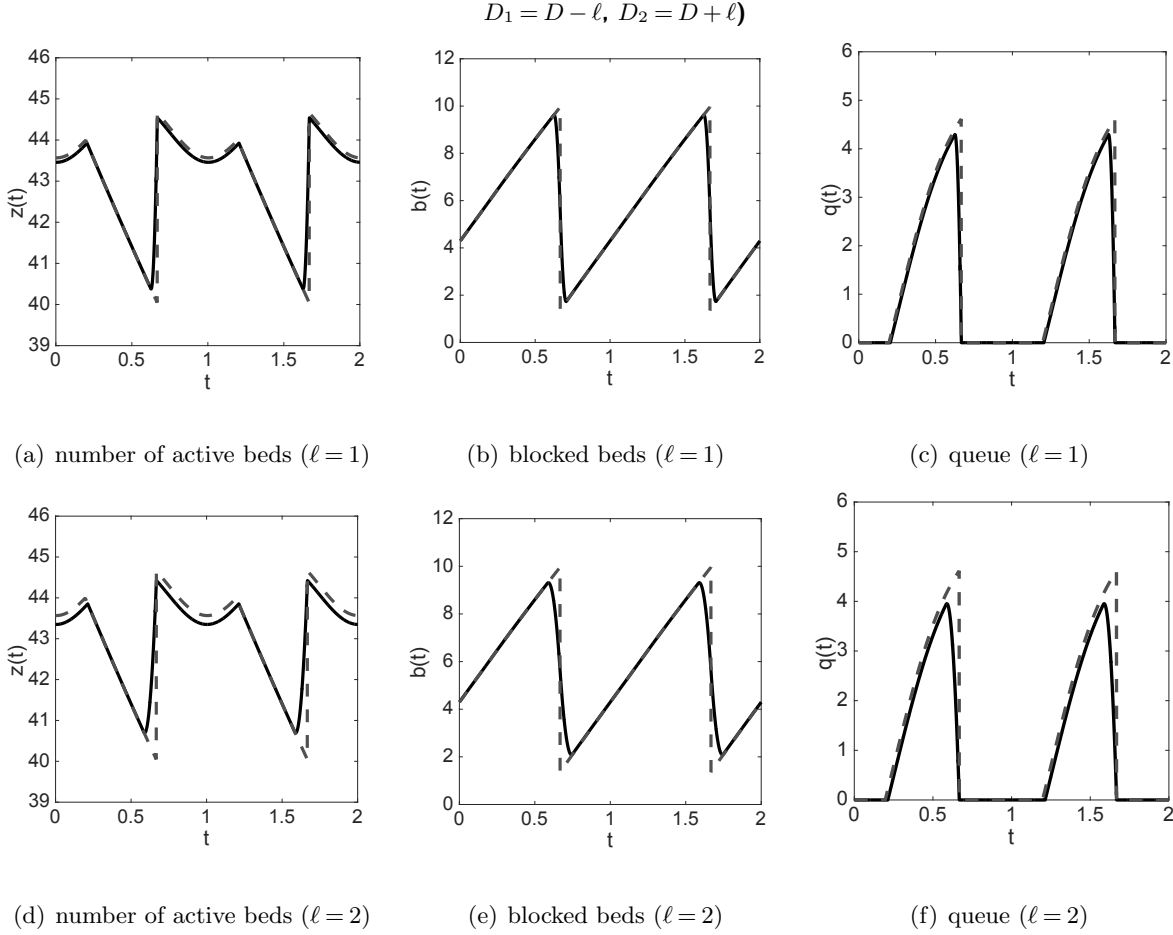 D₁ = D − ℓ, D₂ = D + ℓ)
46
45
44
43
42
41
40
39
z(t)
0 0.5 1 1.5 2
t
12
10
8
6
4
2
0
b(t)
0 0.5 1 1.5 2
t
6
5
4
3
2
1
0
q(t)
0 0.5 1 1.5 2
t
(a) number of active beds (ℓ = 1)
(b) blocked beds (ℓ = 1)
(c) queue (ℓ = 1)
46
45
44
43
42
41
40
39
z(t)
0 0.5 1 1.5 2
t
12
10
8
6
4
2
0
b(t)
0 0.5 1 1.5 2
t
6
5
4
3
2
1
0
q(t)
0 0.5 1 1.5 2
t
(d) number of active beds (ℓ = 2)
(e) blocked beds (ℓ = 2)
(f) queue (ℓ = 2)